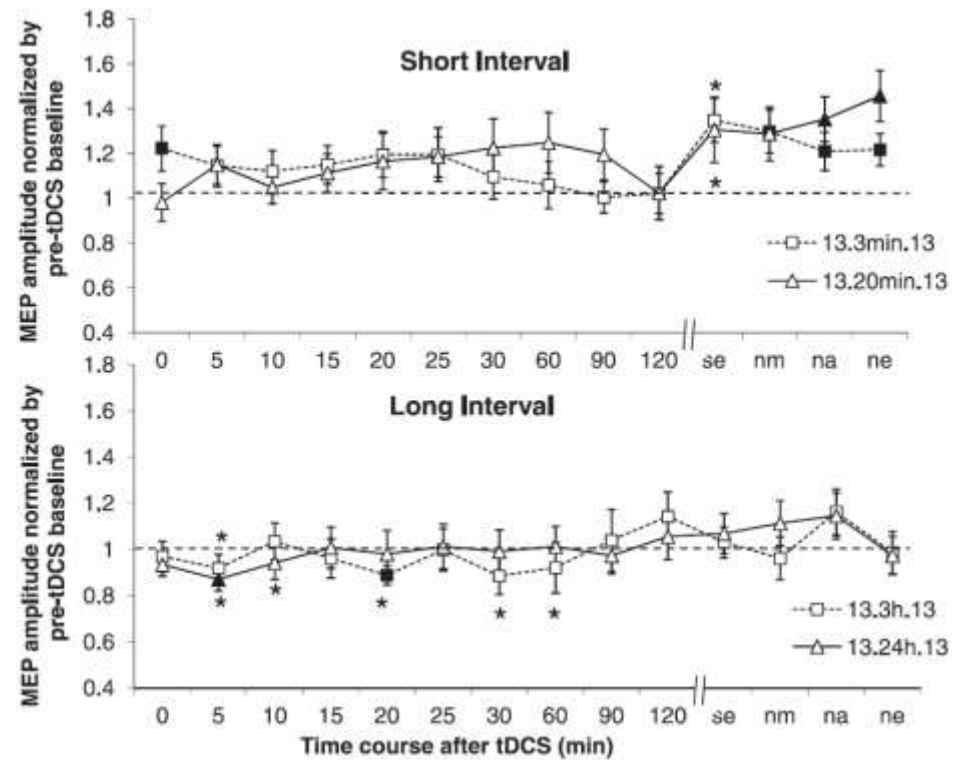 MEP amplitude normalized by
pre-tDCS baseline
1.8
1.6
1.4
1.2
1
0.8
0.6
0.4
Short Interval
*
*
13.3min.13
13.20min.13
0 5 10 15 20 25 30 60 90 120 se nm na ne
MEP amplitude normalized by
pre-tDCS baseline
1.8
1.6
1.4
1.2
1
0.8
0.6
0.4
Long Interval
*
* * * * *
13.3h.13
13.24h.13
0 5 10 15 20 25 30 60 90 120 se nm na ne
Time course after tDCS (min)